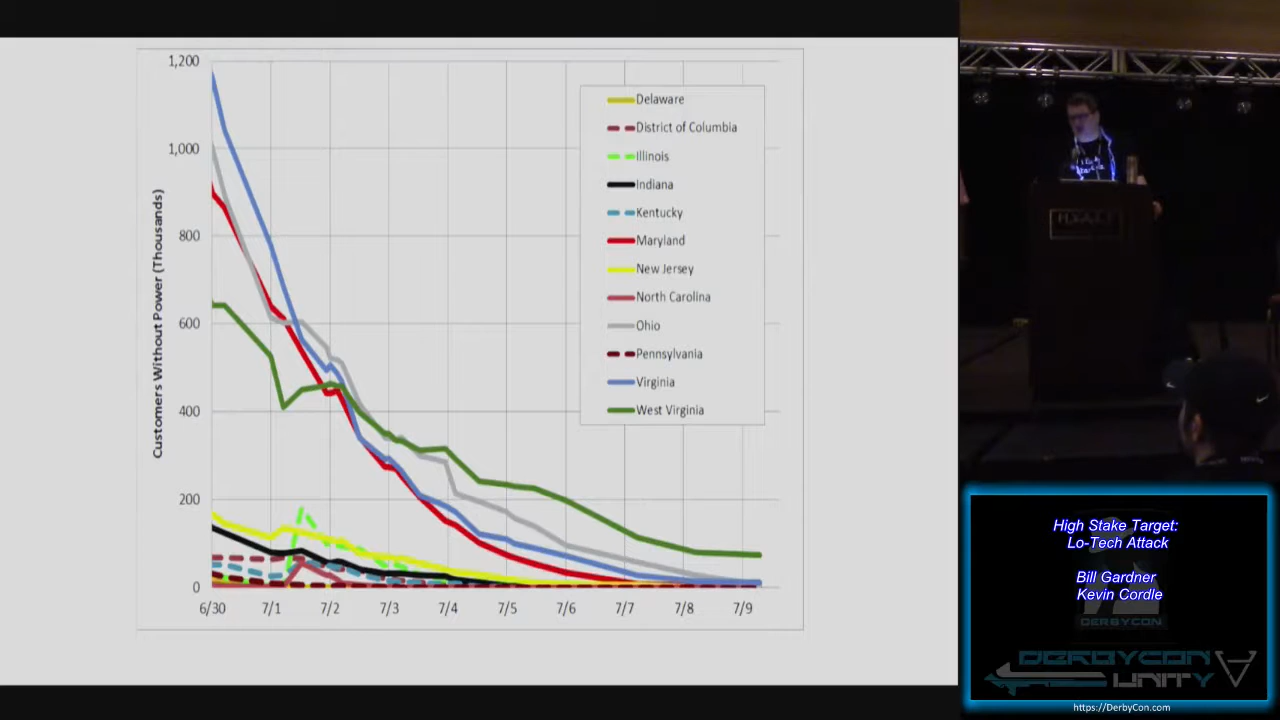 1,200
1,000
800
600
400
200
0
Customers Without Power (Thousands)
6/30 7/1 7/2 7/3 7/4 7/5 7/6 7/7 7/8 7/9
Delaware
District of Columbia
Illinois
Indiana
Kentucky
Maryland
New Jersey
North Carolina
Ohio
Pennsylvania
Virginia
West Virginia
High Stake Target:
Lo-Tech Attack
Bill Gardner
Kevin Cordle
DERBYCON
DERBYCON
UNITY
https://DerbyCon.com